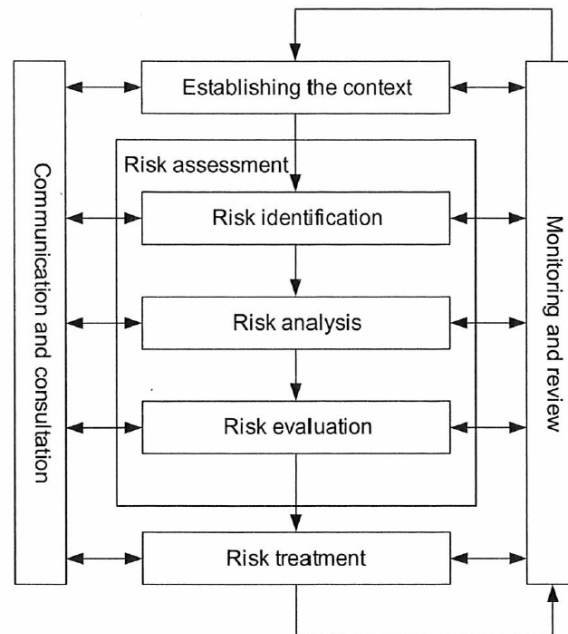 Establishing the context
Risk assessment
Risk identification
Risk analysis
Risk evaluation
Risk treatment
Communication and consultation
Monitoring and review